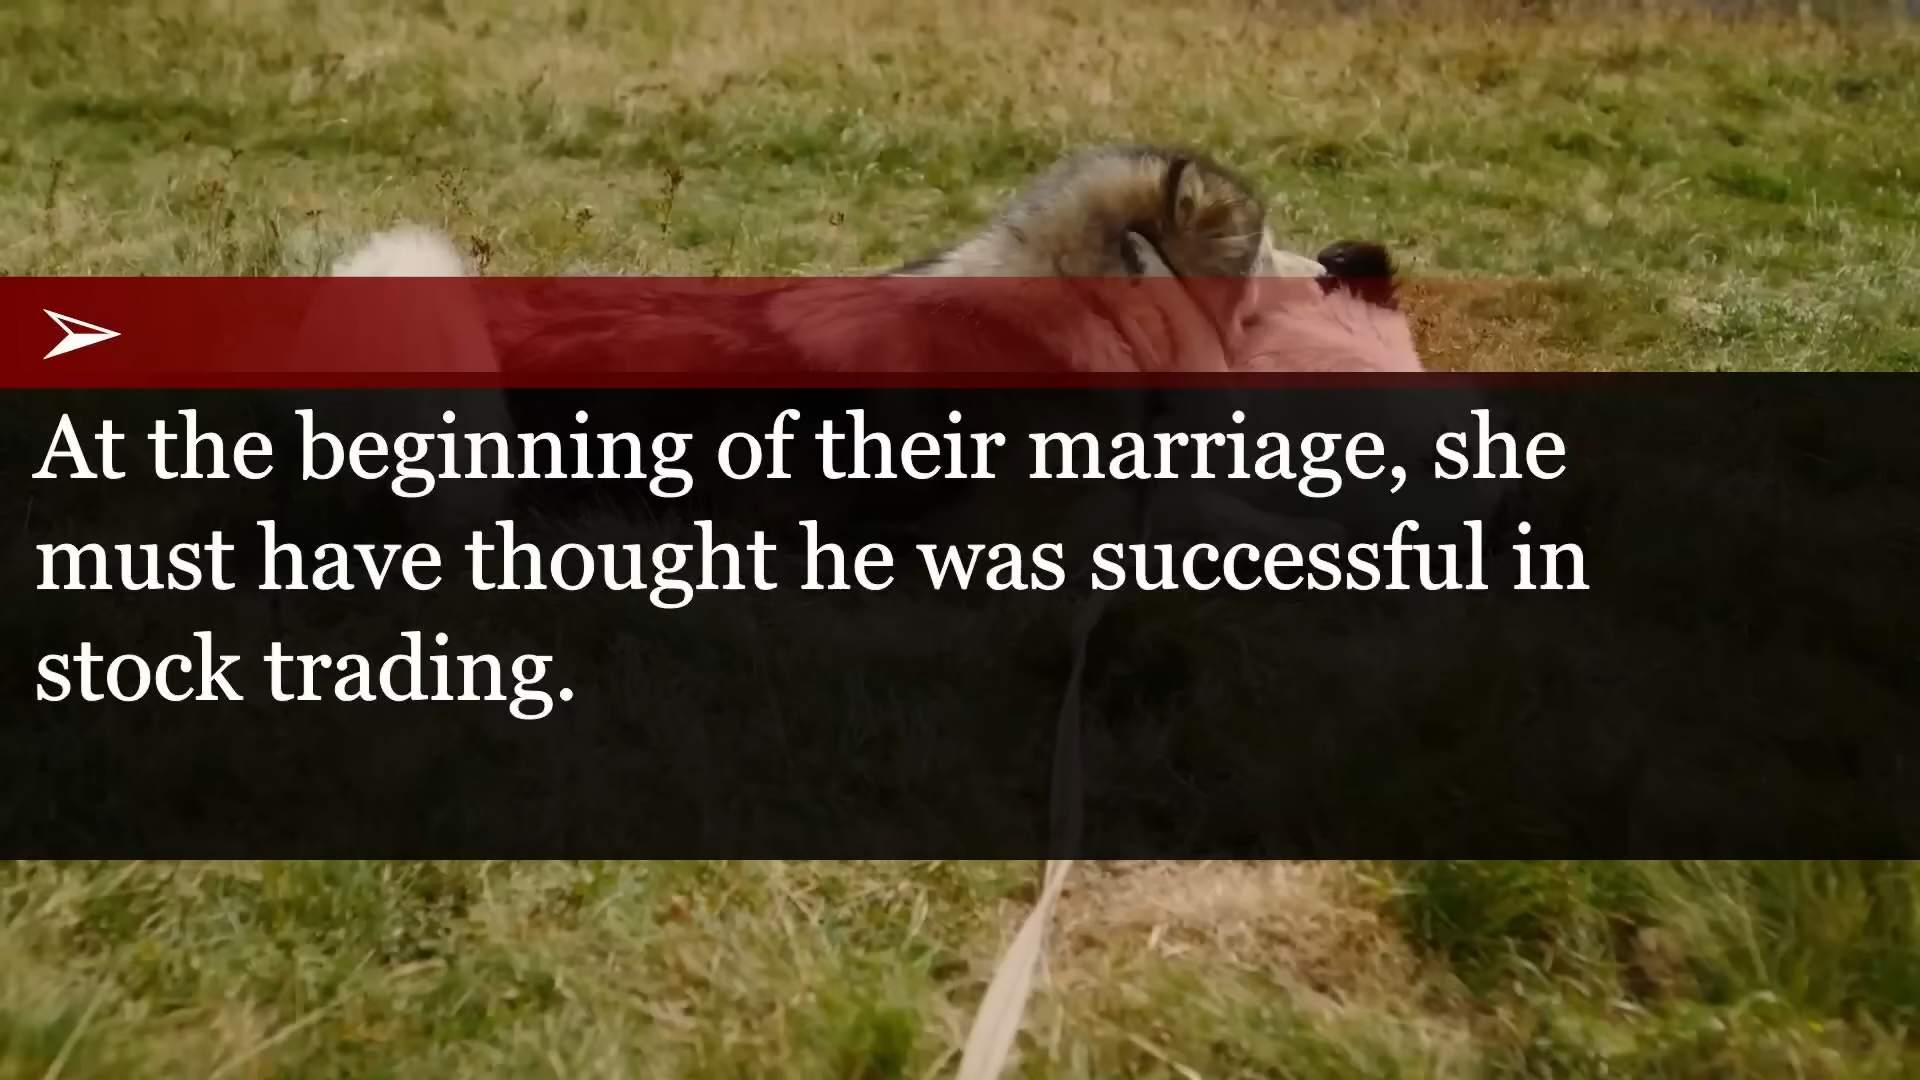 At the beginning of their marriage, she
must have thought he was successful in
stock trading.